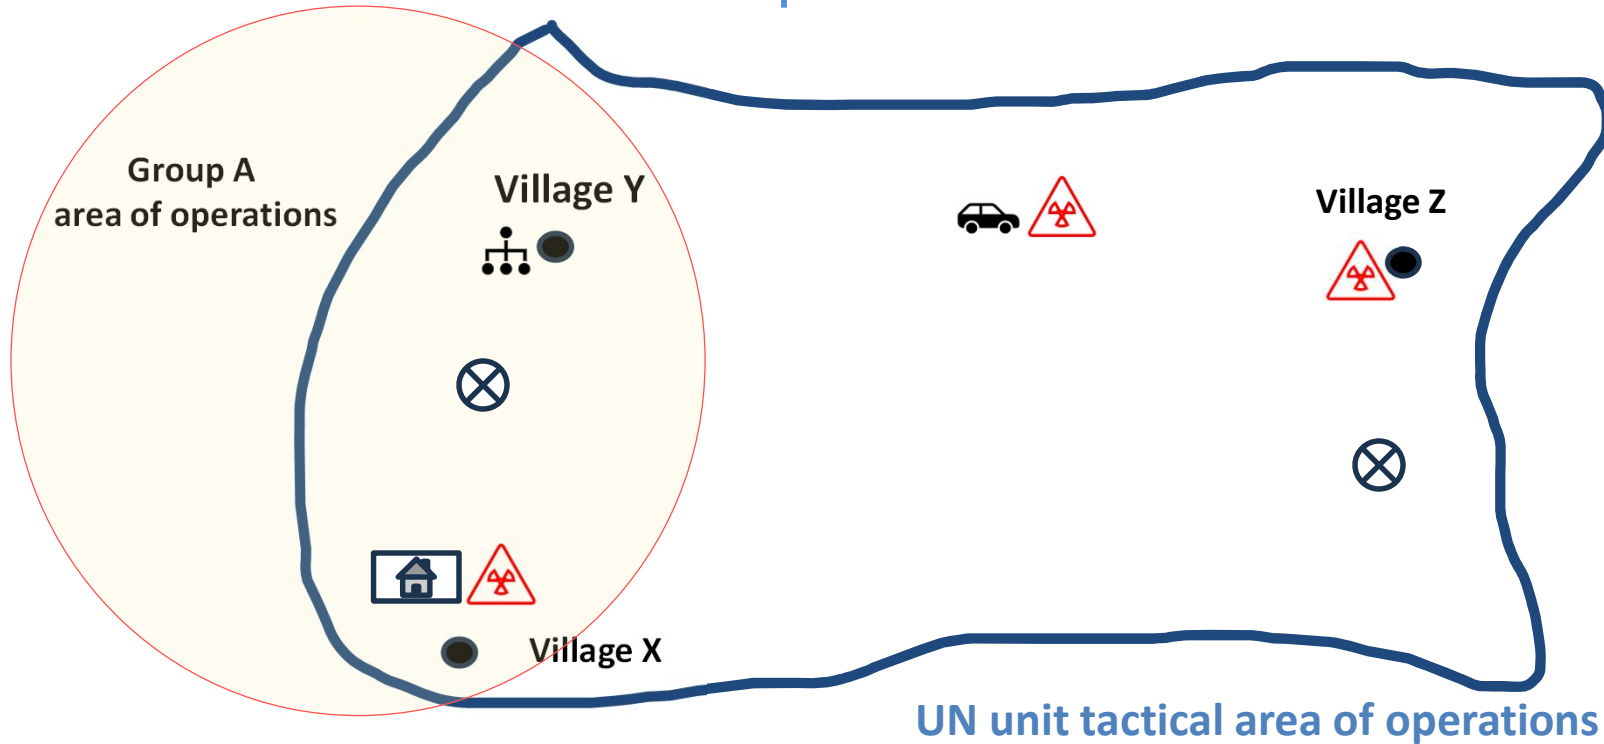 Group A
area of operations
Village Y
Village Z
Village X
UN unit tactical area of operations